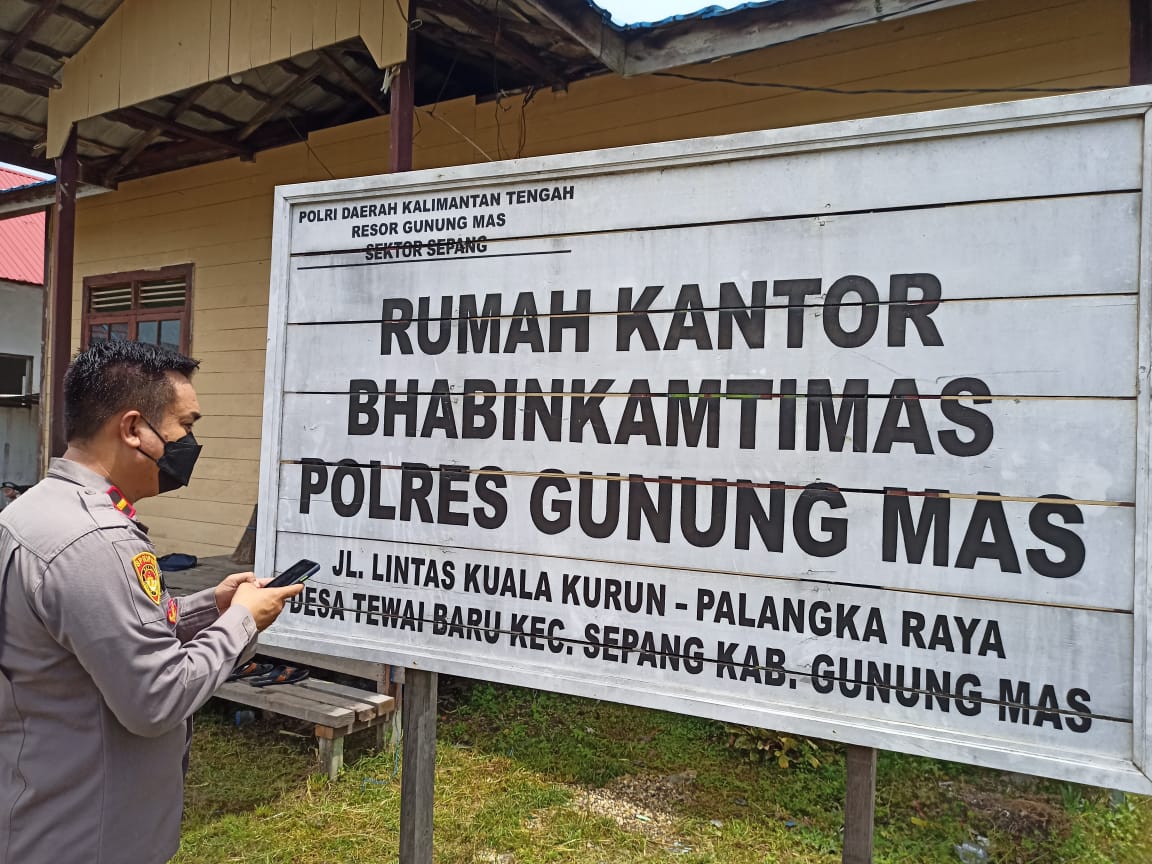 POLRI DAERAH KALIMANTAN TENGAH
RESOR GUNUNG MAS
SEKTOR SEPANG
RUMAH KANTOR
BHABINKAMTIMAS
POLRES GUNUNG MAS
JL. LINTAS KUALA KURUN - PALANGKA RAYA
DESA TEWAI BARU KEC. SEPANG KAB. GUNUNG MAS